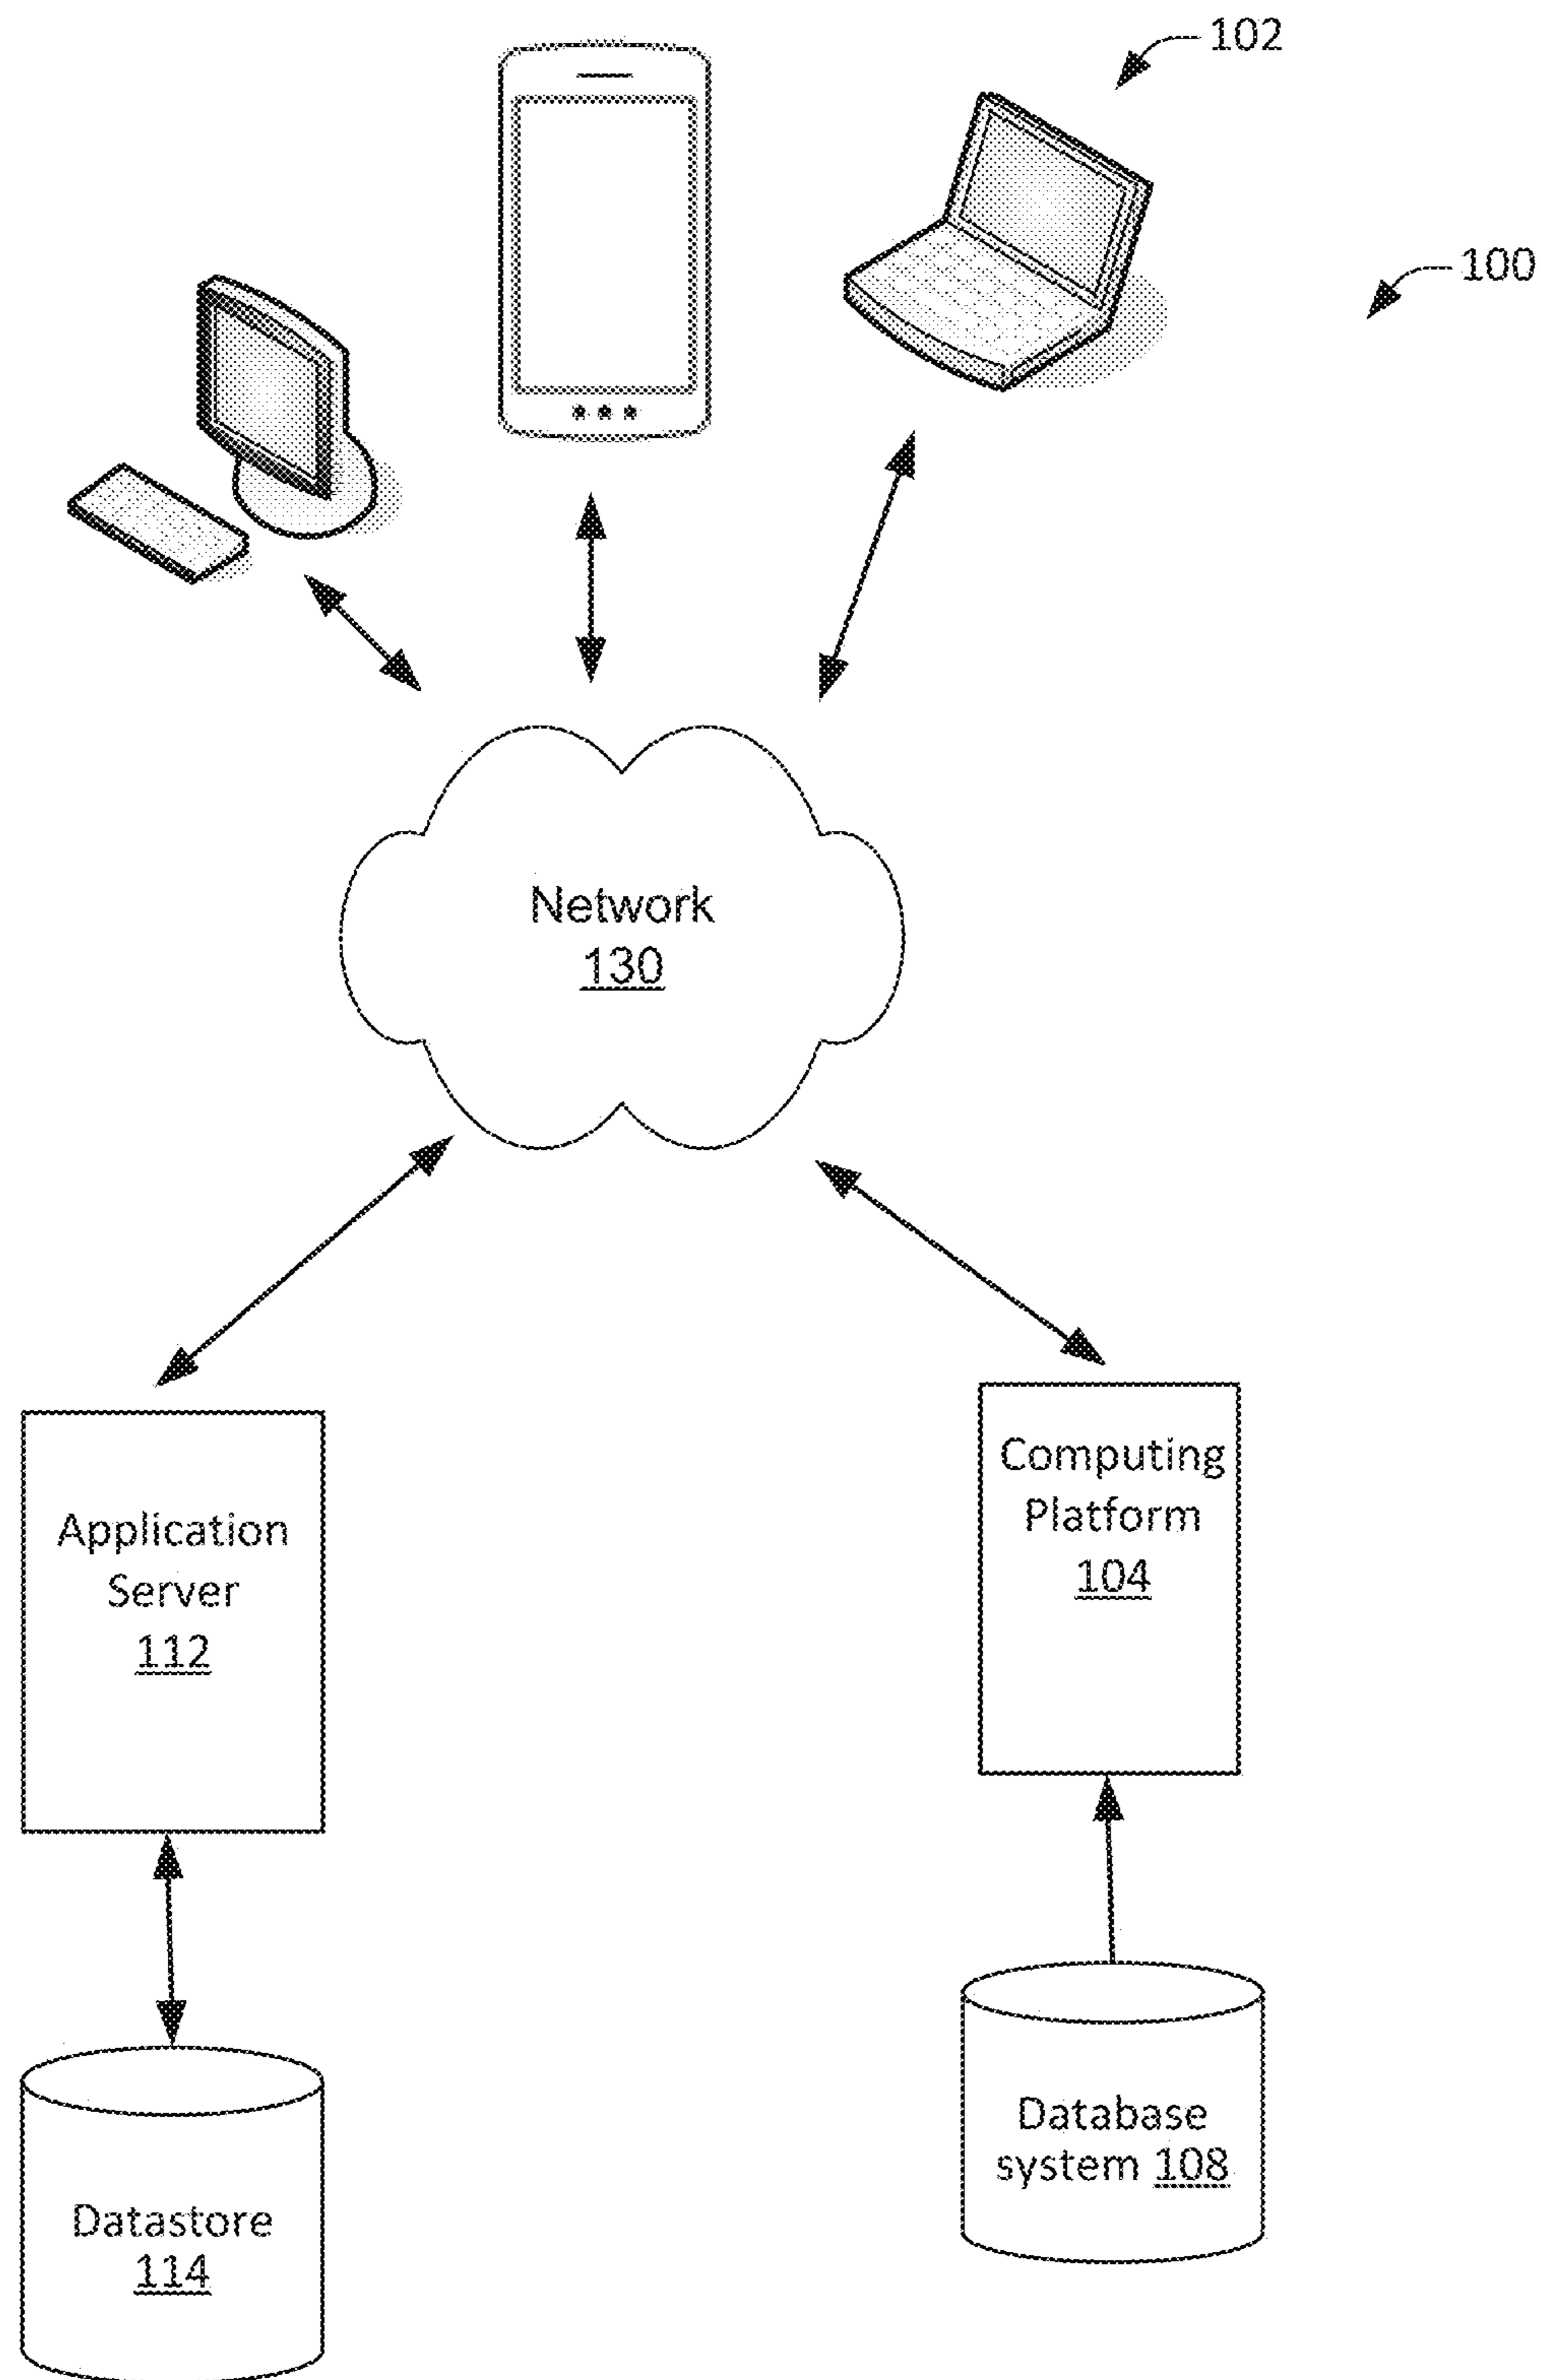 102
100
Network
130
Application
Server
112
Computing
Platform
104
Datastore
114
Database
system 108